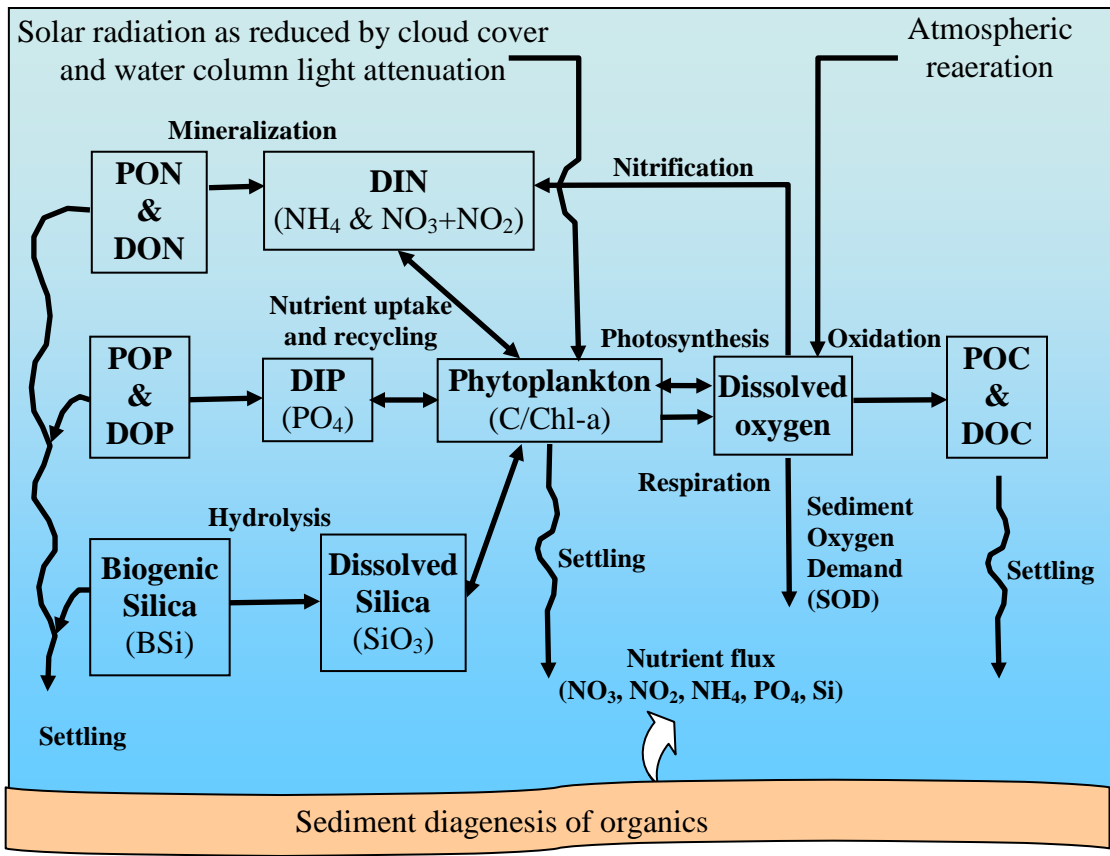 Solar radiation as reduced by cloud cover
and water column light attenuation
Atmospheric
reaeration
Mineralization
PON
&
DON
DIN
(NH₄ & NO₃+NO₂)
Nitrification
Nutrient uptake
and recycling
POP
&
DOP
DIP
(PO₄)
Phytoplankton
(C/Chl-a)
Photosynthesis
Dissolved
oxygen
Oxidation
POC
&
DOC
Respiration
Hydrolysis
Biogenic
Silica
(BSi)
Dissolved
Silica
(SiO₃)
Settling
Sediment
Oxygen
Demand
(SOD)
Settling
Nutrient flux
(NO₃, NO₂, NH₄, PO₄, Si)
Settling
Sediment diagenesis of organics